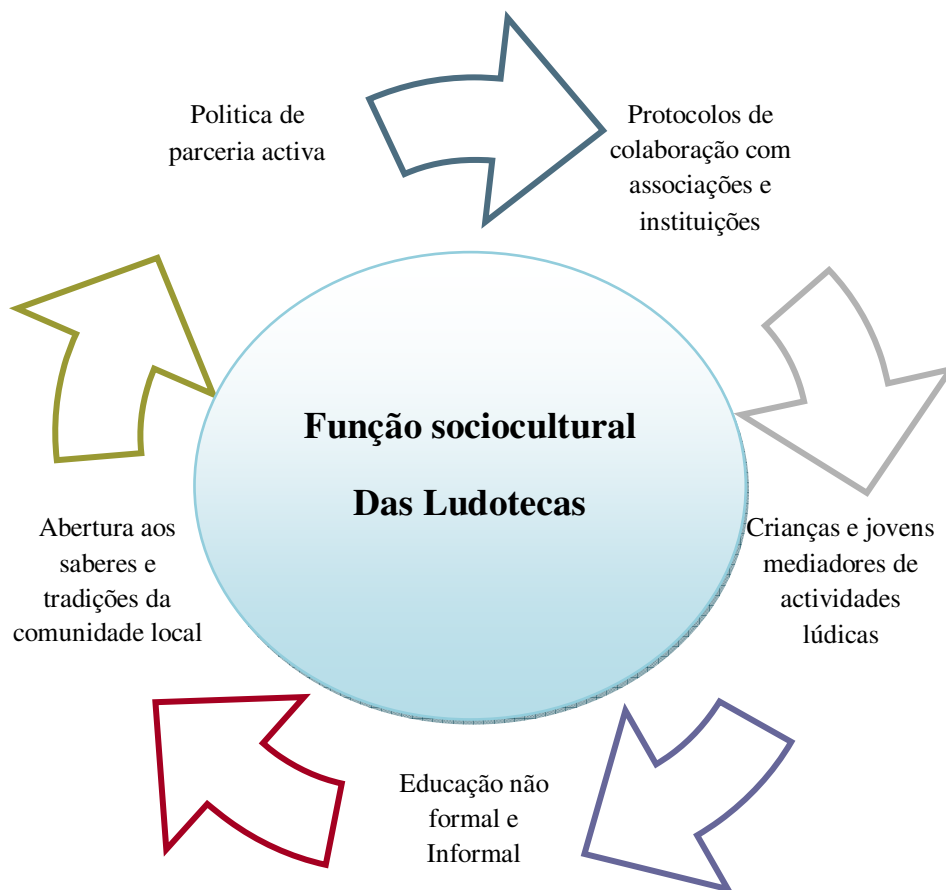 Politica de
parceria activa
Protocolos de
colaboração com
associações e
instituições
Função sociocultural
Das Ludotecas
Crianças e jovens
mediadores de
actividades
lúdicas
Educação não
formal e
Informal
Abertura aos
saberes e
tradições da
comunidade local